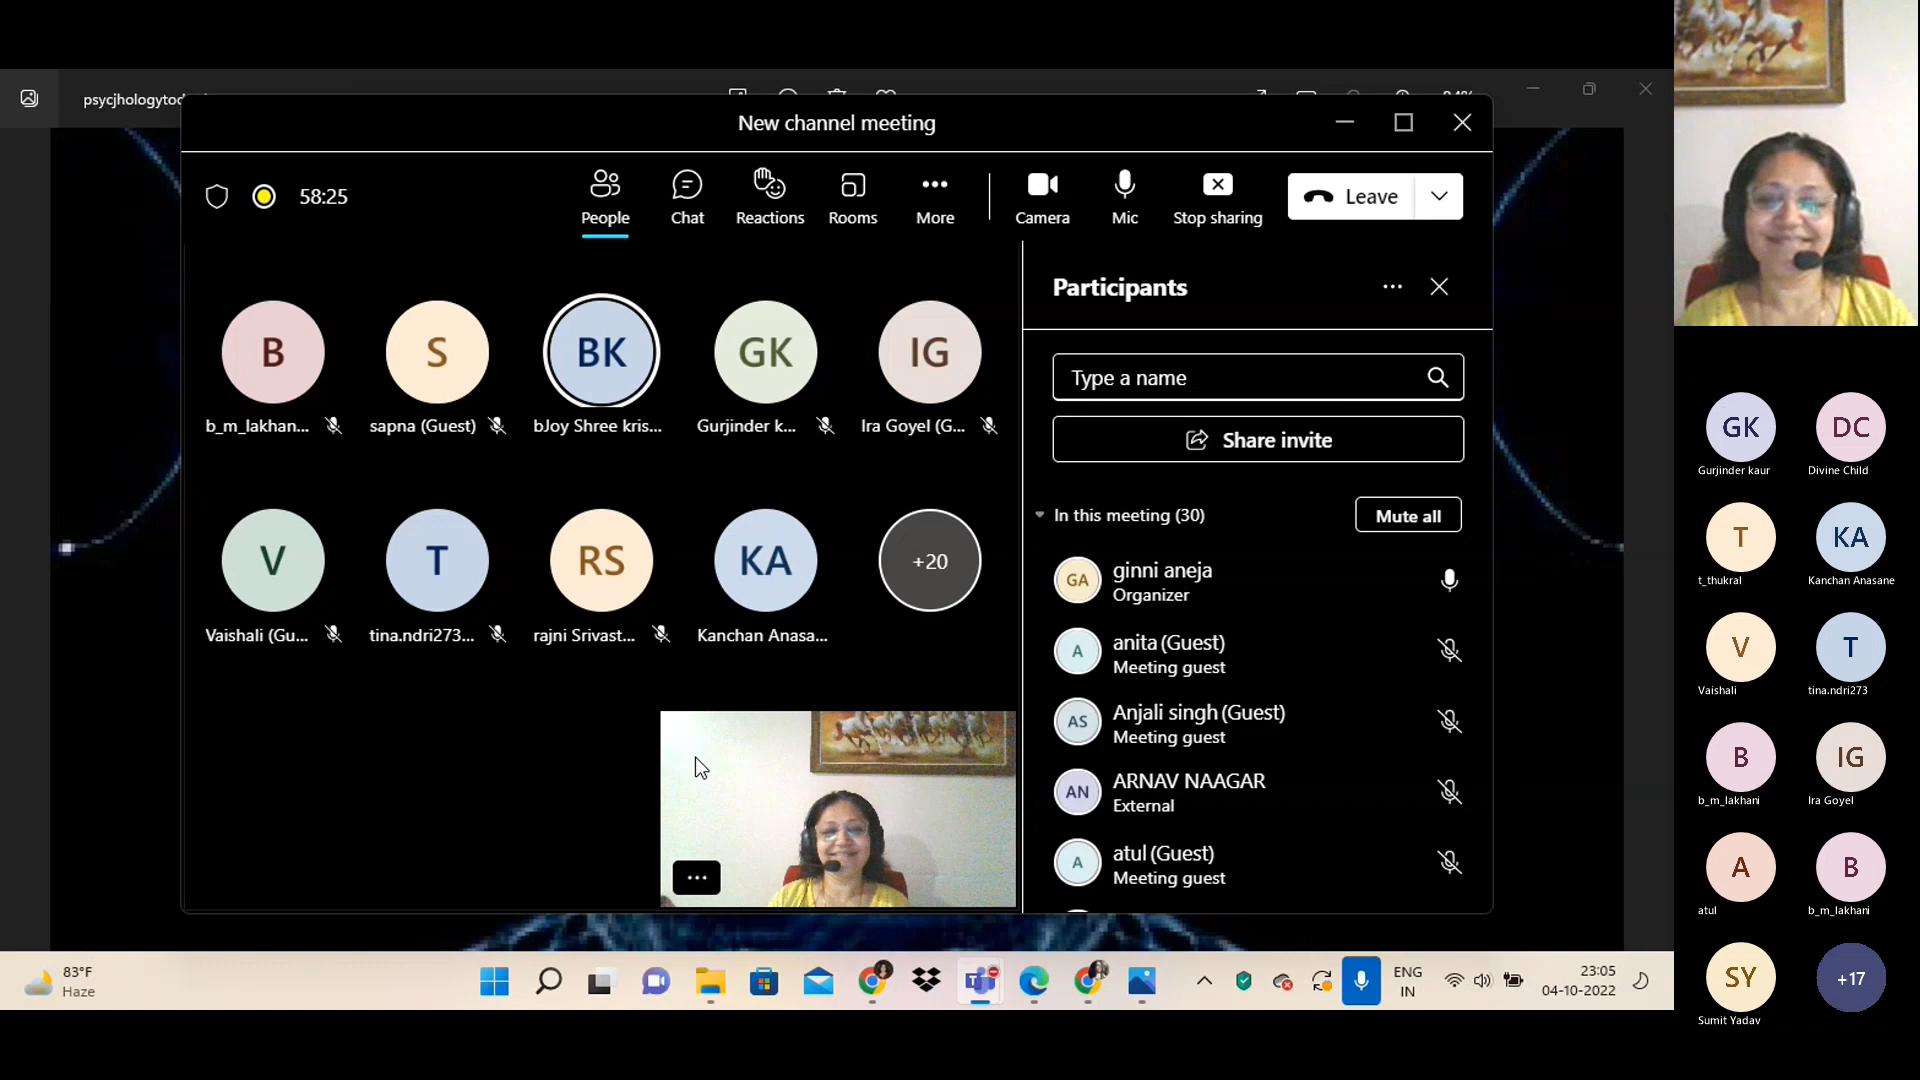 psycjhologytod
New channel meeting
58:25
People
Chat
Reactions
Rooms
More
Camera
Mic
Stop sharing
Leave
B
S
BK
GK
IG
b_m_lakhan...
sapna (Guest)
bJoy Shree kris...
Gurjinder k...
Ira Goyel (G...
V
T
RS
KA
+20
Vaishali (Gu...
tina.ndri273...
rajni Srivast...
Kanchan Anasa...
Participants
Type a name
Share invite
In this meeting (30)
Mute all
GA
ginni aneja
Organizer
A
anita (Guest)
Meeting guest
AS
Anjali singh (Guest)
Meeting guest
AN
ARNAV NAAGAR
External
A
atul (Guest)
Meeting guest
GK
DC
Gurjinder kaur
Divine Child
T
KA
t_thukral
Kanchan Anasane
V
T
Vaishali
tina.ndri273
B
IG
b_m_lakhani
Ira Goyel
A
B
atul
b_m_lakhani
SY
+17
Sumit Yadav
83°F
Haze
ENG
IN
23:05
04-10-2022